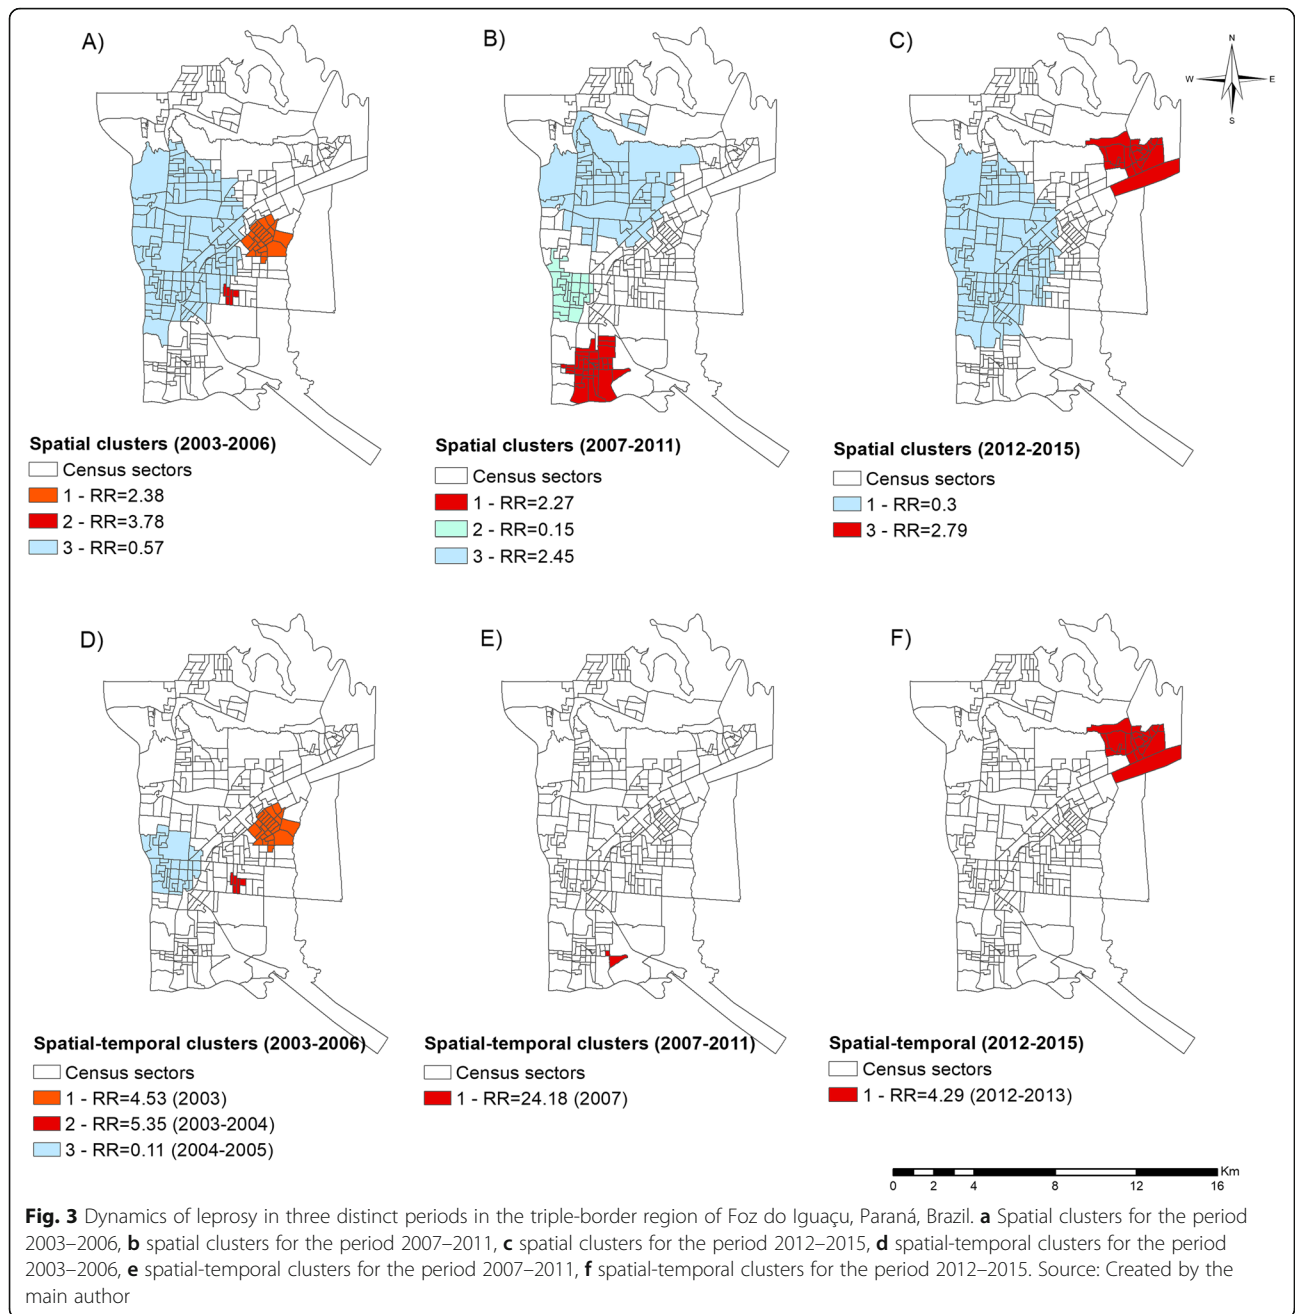 A)
B)
C)
N
W
E
S
Spatial clusters (2003-2006)
Census sectors
1 - RR=2.38
2 - RR=3.78
3 - RR=0.57
Spatial clusters (2007-2011)
Census sectors
1 - RR=2.27
2 - RR=0.15
3 - RR=2.45
Spatial clusters (2012-2015)
Census sectors
1 - RR=0.3
3 - RR=2.79
D)
E)
F)
Spatial-temporal clusters (2003-2006)
Census sectors
1 - RR=4.53 (2003)
2 - RR=5.35 (2003-2004)
3 - RR=0.11 (2004-2005)
Spatial-temporal clusters (2007-2011)
Census sectors
1 - RR=24.18 (2007)
Spatial-temporal (2012-2015)
Census sectors
1 - RR=4.29 (2012-2013)
Km
0 2 4 8 12 16
Fig. 3 Dynamics of leprosy in three distinct periods in the triple-border region of Foz do Iguaçu, Paraná, Brazil. a Spatial clusters for the period
2003–2006, b spatial clusters for the period 2007–2011, c spatial clusters for the period 2012–2015, d spatial-temporal clusters for the period
2003–2006, e spatial-temporal clusters for the period 2007–2011, f spatial-temporal clusters for the period 2012–2015. Source: Created by the
main author